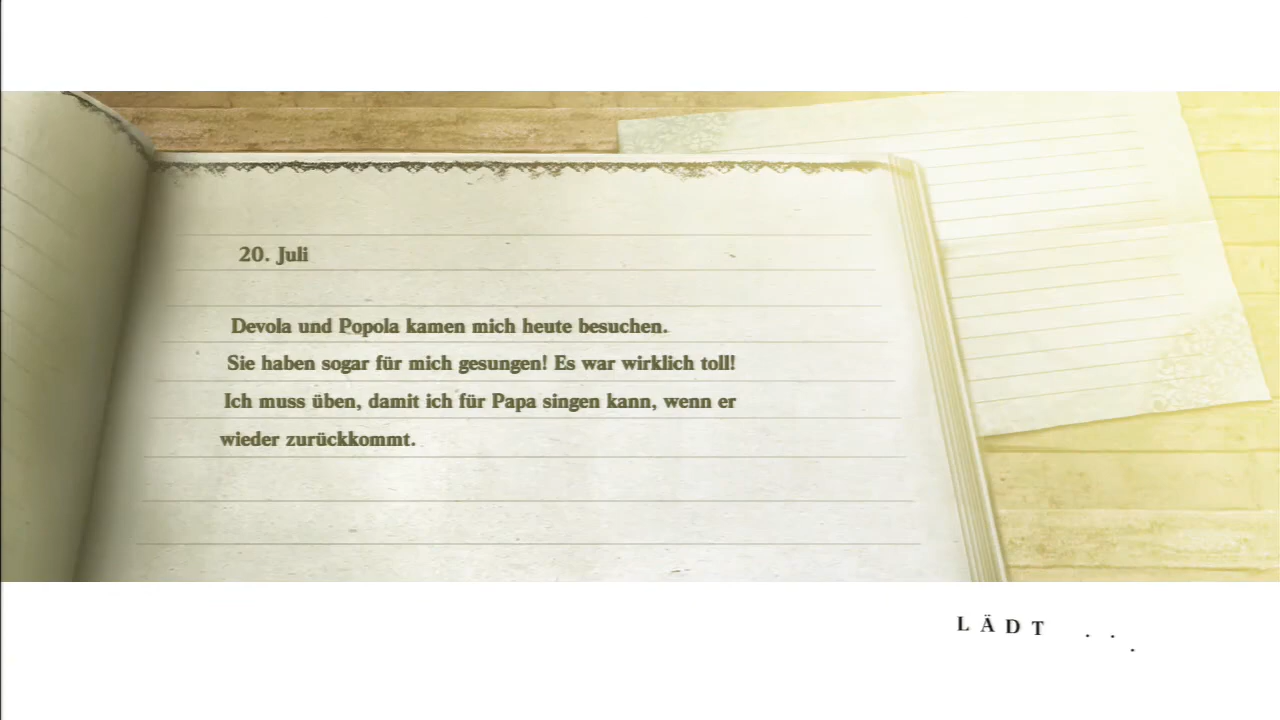 20. Juli
Devola und Popola kamen mich heute besuchen.
Sie haben sogar für mich gesungen! Es war wirklich toll!
Ich muss üben, damit ich für Papa singen kann, wenn er
wieder zurückkommt.
LÄDT ...